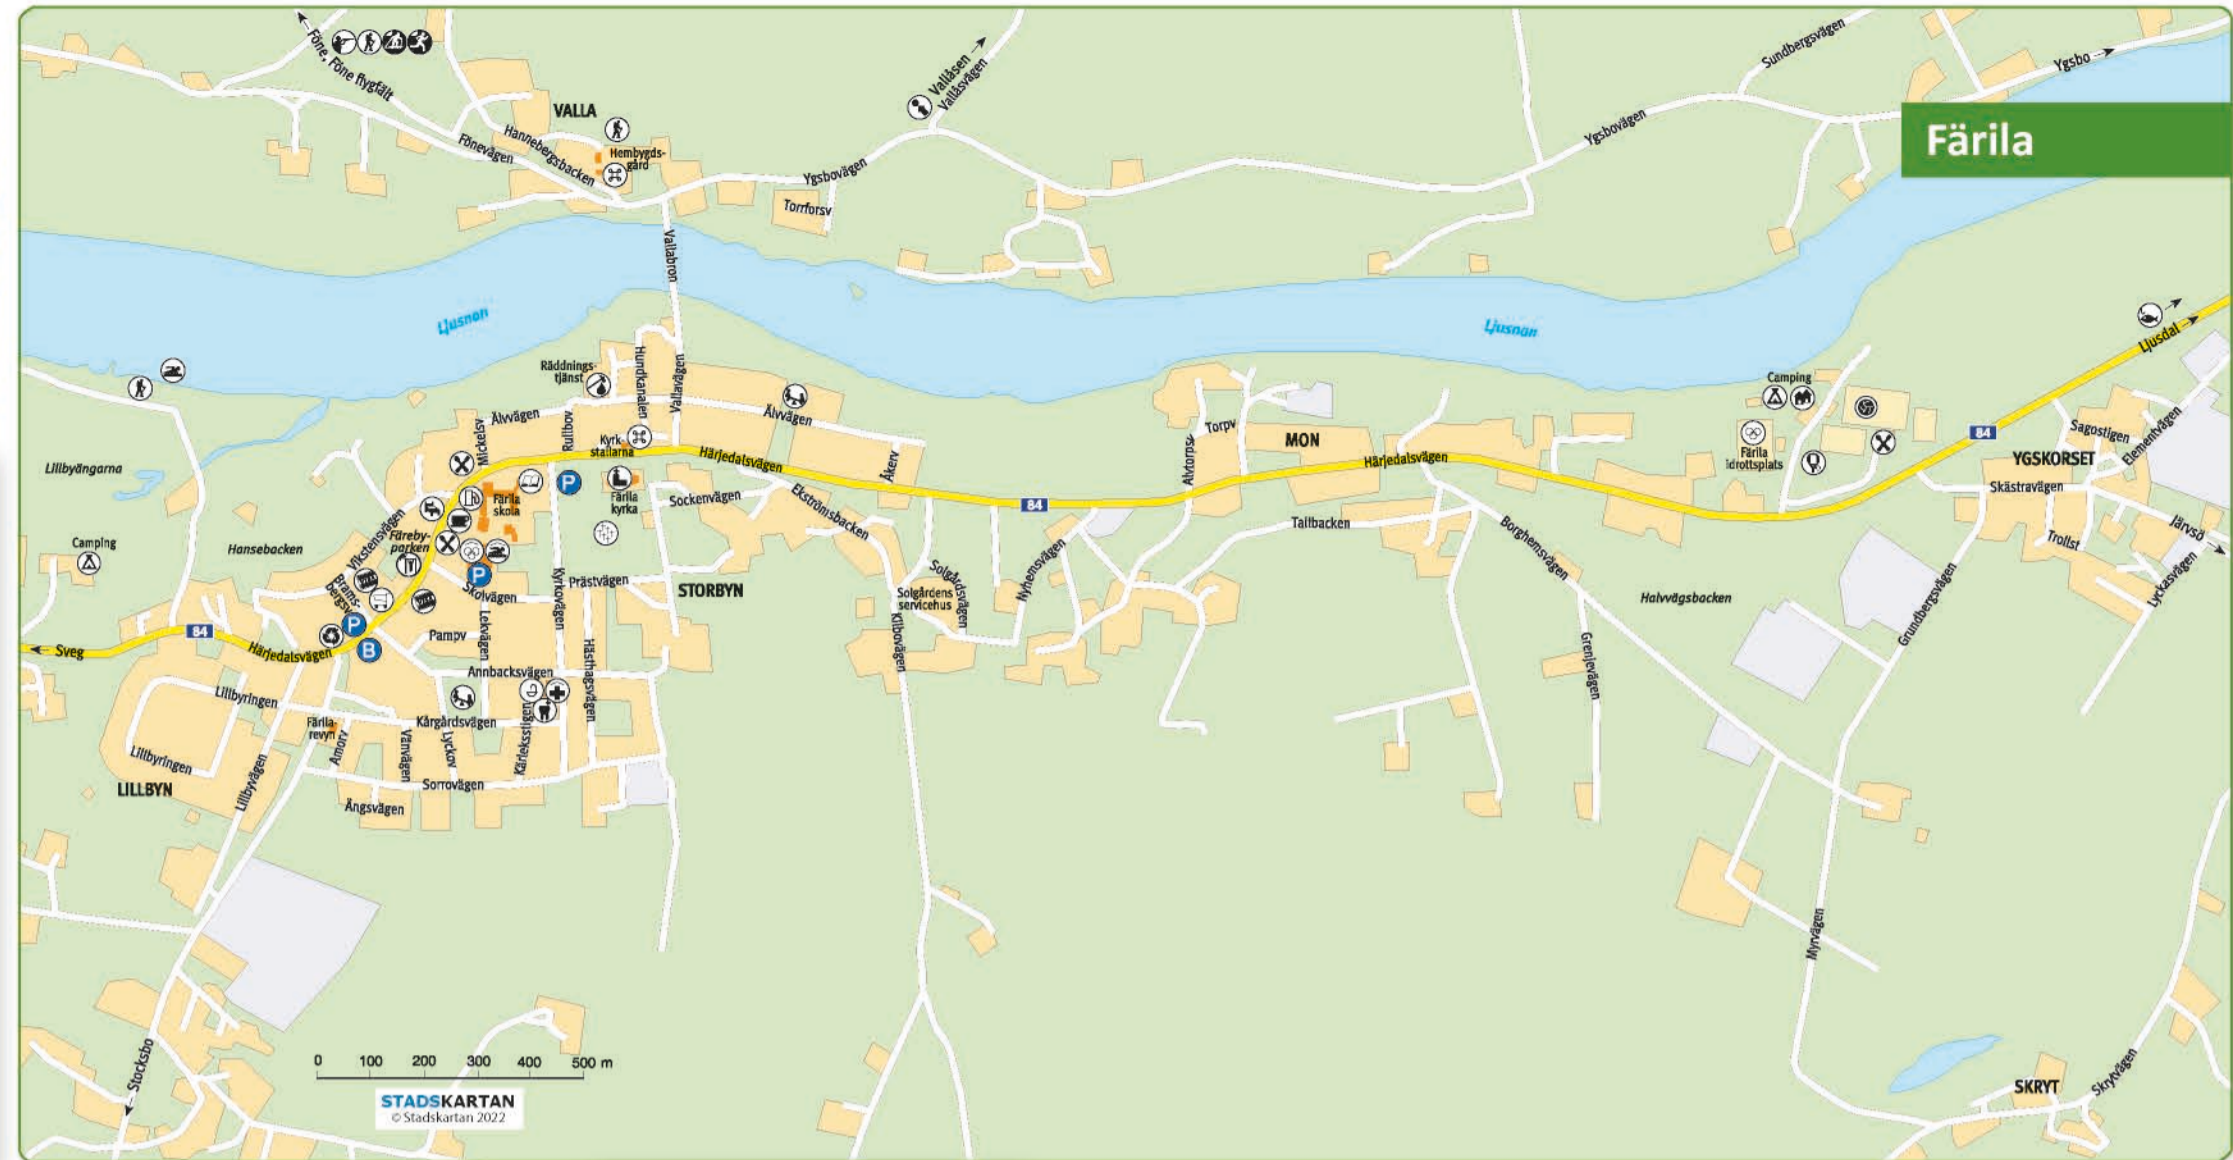 Färila
Föne, Föne flygfält
VALLA
Hannebergsbacken
Fönevägen
Hembygds-
gård
Vallåsen
Vallåsvägen
Ygsbovägen
Torrforsv
Sundbergsvägen
Ygsbo
Ygsbovägen
Vallabron
Ljusnan
Ljusnan
Ljusdal
Räddnings-
tjänst
Hundkanalen
Vallavägen
Älvvägen
Rullbov
Mickelsv
Kyrk
stallarna
Älvvägen
Åkerv
Härjedalsvägen
Alvtorpsv
Torpv
MON
Härjedalsvägen
Camping
Färila
idrottsplats
84
Sagostigen
Elementvägen
YGSKORSET
Skästravägen
Järvsö
Trollst
Lyckasvägen
Lillbyängarna
Camping
Hansebacken
Vikstensvägen
Färeby-
parken
Färila
skola
P
Färila
kyrka
Sockenvägen
Ekströmsbacken
84
Tallbacken
Borghemsvägen
Halvvägsbacken
Grundbergsvägen
Brams-
bergsv
P
Skolvägen
Prästvägen
Kyrkovägen
STORBYN
Solgårdens
servicehus
Solgårdsvägen
Nyhemsvägen
Kilbovägen
Grenjevägen
84
Sveg
Härjedalsvägen
P
B
Pampv
Lekvägen
Annbacksvägen
Hästhagsvägen
Lillbyringen
Färila-
revyn
Amorv
Kårgårdsvägen
Vänvägen
Lyckov
Kärleksstigen
Lillbyringen
LILLBYN
Lillbyvägen
Sorrovägen
Ängsvägen
Myrvägen
Stocksbo
0 100 200 300 400 500 m
STADSKARTAN
© Stadskartan 2022
SKRYT
Skrytvägen